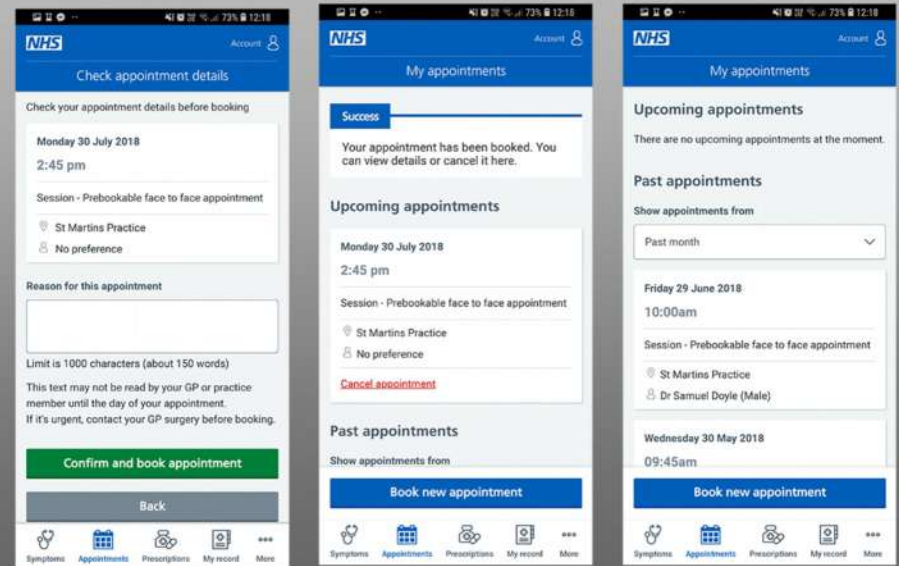 73% 12:18
NHS
Account
Check appointment details
Check your appointment details before booking
Monday 30 July 2018
2:45 pm
Session - Prebookable face to face appointment
St Martins Practice
No preference
Reason for this appointment
Limit is 1000 characters (about 150 words)
This text may not be read by your GP or practice
member until the day of your appointment.
If it's urgent, contact your GP surgery before booking.
Confirm and book appointment
Back
Symptoms Appointments Prescriptions My record More
73% 12:18
NHS
Account
My appointments
Success
Your appointment has been booked. You
can view details or cancel it here.
Upcoming appointments
Monday 30 July 2018
2:45 pm
Session - Prebookable face to face appointment
St Martins Practice
No preference
Cancel appointment
Past appointments
Show appointments from
Book new appointment
Symptoms Appointments Prescriptions My record More
73% 12:18
NHS
Account
My appointments
Upcoming appointments
There are no upcoming appointments at the moment.
Past appointments
Show appointments from
Past month
Friday 29 June 2018
10:00am
Session - Prebookable face to face appointment
St Martins Practice
Dr Samuel Doyle (Male)
Wednesday 30 May 2018
09:45am
Book new appointment
Symptoms Appointments Prescriptions My record More